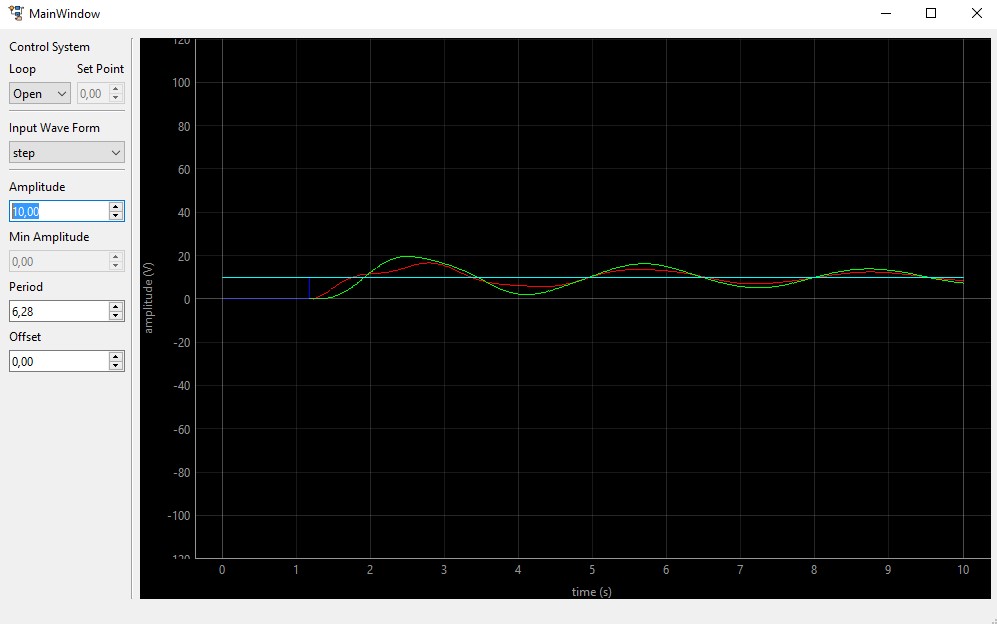 MainWindow
Control System
Loop Set Point
Open 0,00
Input Wave Form
step
Amplitude
10,00
Min Amplitude
0,00
Period
6,28
Offset
0,00
120
100
80
60
40
20
0
-20
-40
-60
-80
-100
-120
amplitude (V)
0 1 2 3 4 5 6 7 8 9 10
time (s)